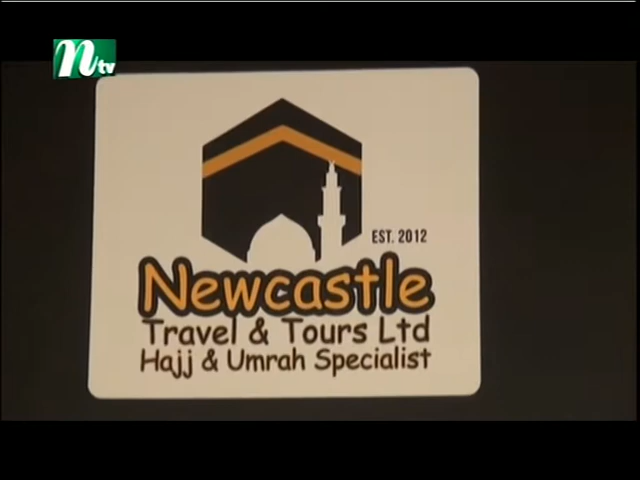 ntv
EST. 2012
Newcastle
Travel & Tours Ltd
Hajj & Umrah Specialist